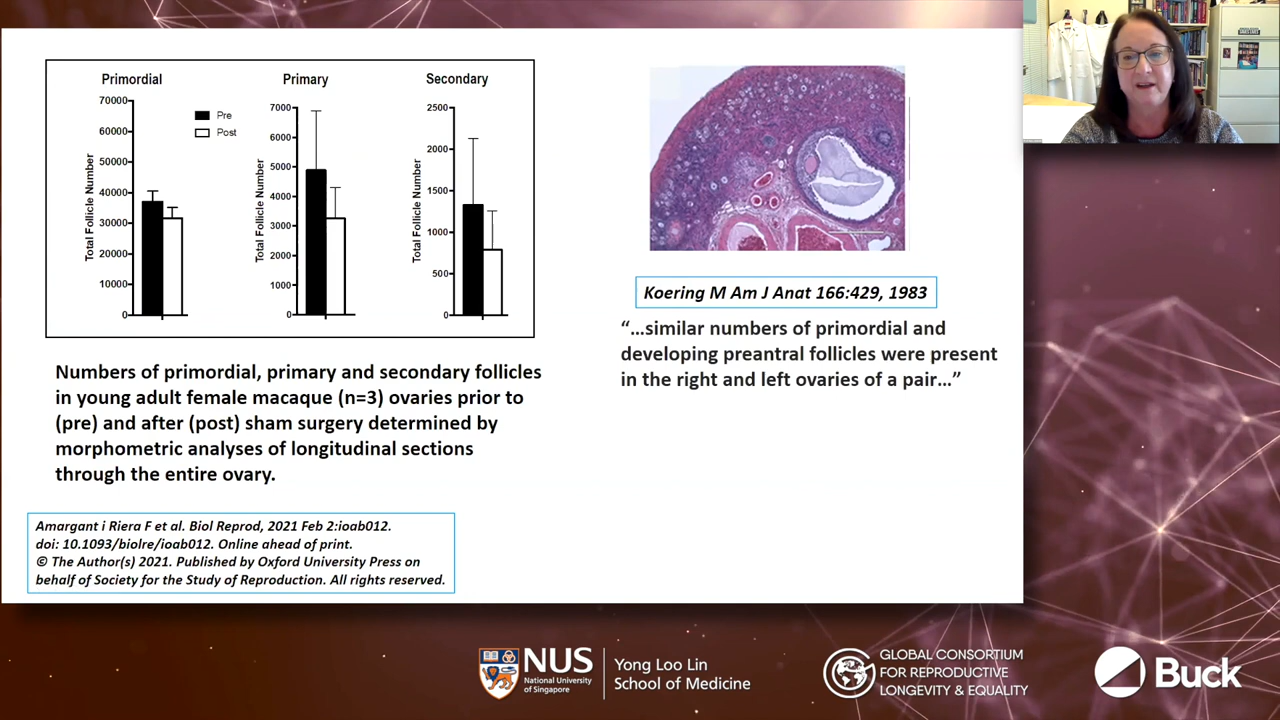 Primordial
Total Follicle Number
70000
60000
50000
40000
30000
20000
10000
0
Pre
Post
Primary
Total Follicle Number
7000
6000
5000
4000
3000
2000
1000
0
Secondary
Total Follicle Number
2500
2000
1500
1000
500
0
Numbers of primordial, primary and secondary follicles
in young adult female macaque (n=3) ovaries prior to
(pre) and after (post) sham surgery determined by
morphometric analyses of longitudinal sections
through the entire ovary.
Amargant i Riera F et al. Biol Reprod, 2021 Feb 2:ioab012.
doi: 10.1093/biolre/ioab012. Online ahead of print.
© The Author(s) 2021. Published by Oxford University Press on
behalf of Society for the Study of Reproduction. All rights reserved.
Koering M Am J Anat 166:429, 1983
“…similar numbers of primordial and
developing preantral follicles were present
in the right and left ovaries of a pair…”
NUS
National University
of Singapore
Yong Loo Lin
School of Medicine
GLOBAL CONSORTIUM
FOR REPRODUCTIVE
LONGEVITY & EQUALITY
Buck